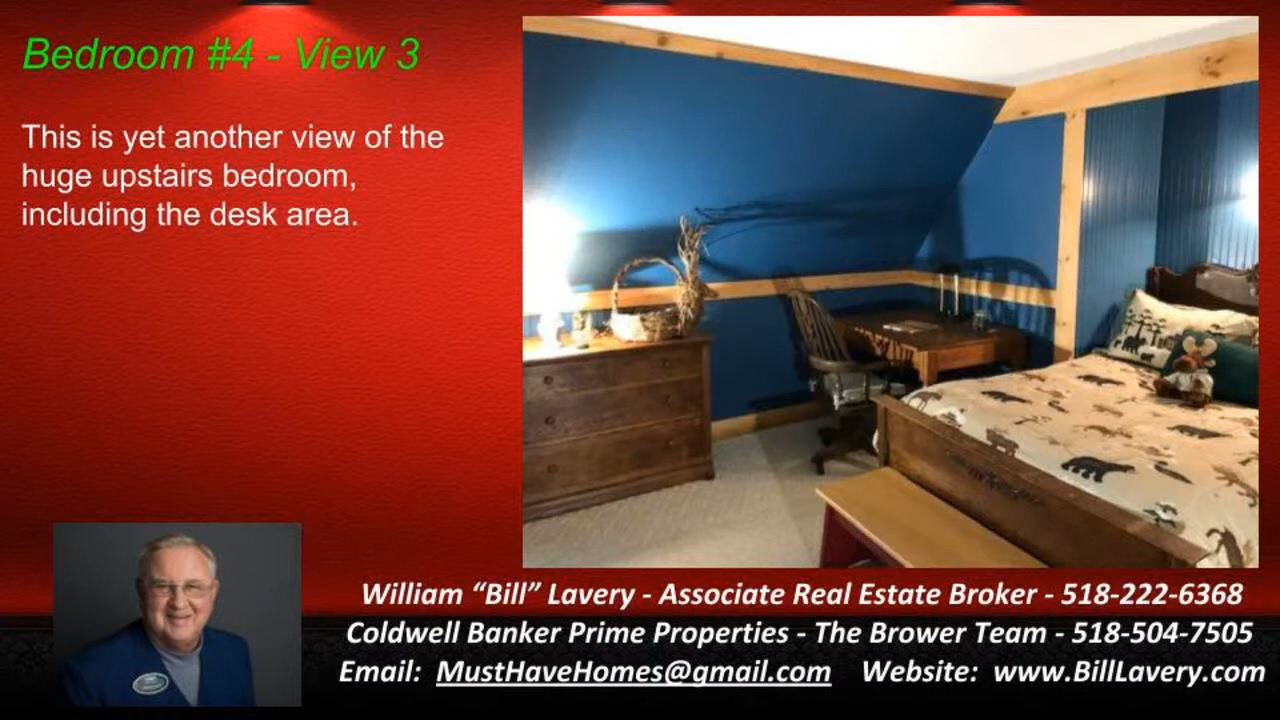 Bedroom #4 - View 3
This is yet another view of the
huge upstairs bedroom,
including the desk area.
William “Bill” Lavery - Associate Real Estate Broker - 518-222-6368
Coldwell Banker Prime Properties - The Brower Team - 518-504-7505
Email: MustHaveHomes@gmail.com Website: www.BillLavery.com